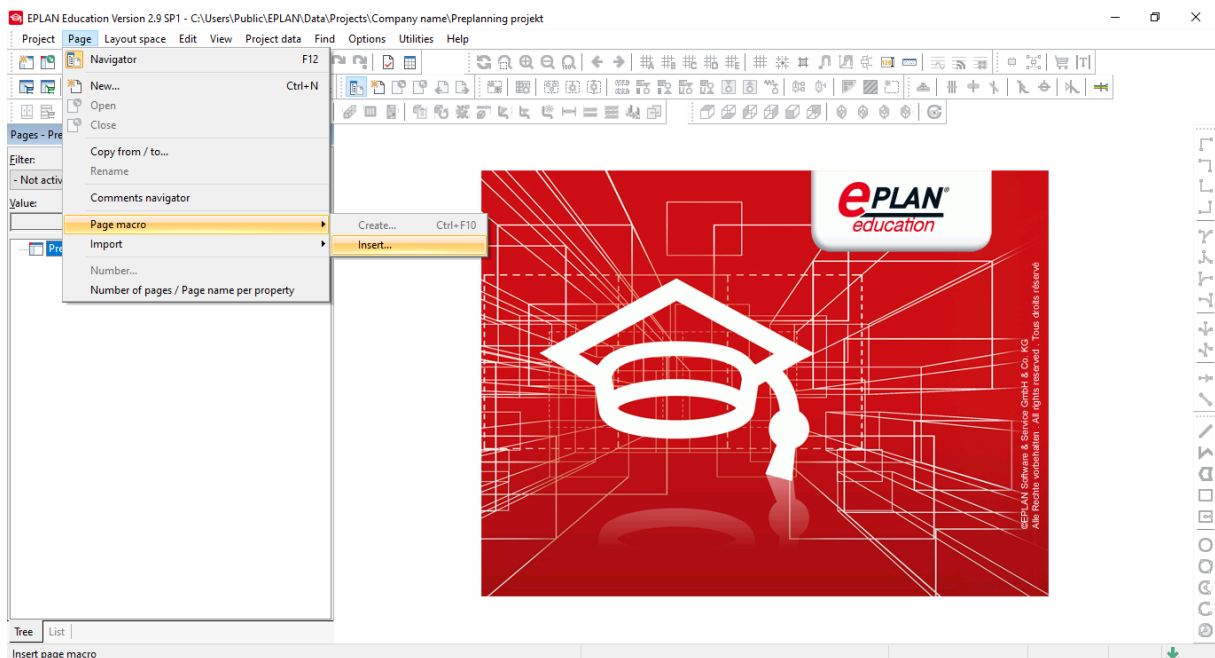 EPLAN Education Version 2.9 SP1 - C:\Users\Public\EPLAN\Data\Projects\Company name\Preplanning projekt
Project Page Layout space Edit View Project data Find Options Utilities Help
Navigator F12
New... Ctrl+N
Open
Close
Pages - Pre
Copy from / to...
Filter:
Rename
- Not activ
Comments navigator
Value:
Page macro
Create... Ctrl+F10
Pre
Import
Insert...
Number...
Number of pages / Page name per property
ePLAN®
education
©EPLAN Software & Service GmbH & Co. KG
Alle Rechte vorbehalten . All rights reserved . Tous droits réservé
Tree List
Insert page macro